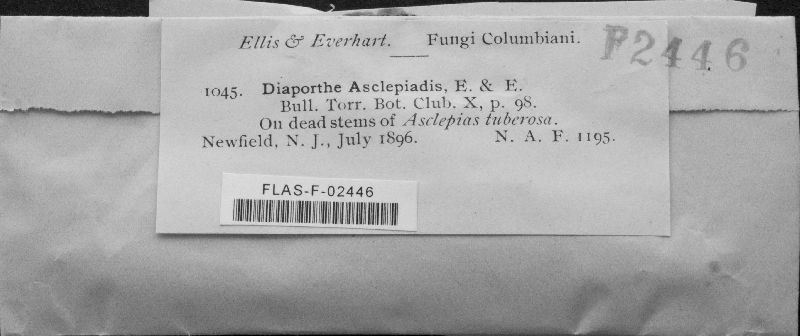 Ellis & Everhart. Fungi Columbiani.
F2446
1045. Diaporthe Asclepiadis, E. & E.
Bull. Torr. Bot. Club. X, p. 98.
On dead stems of Asclepias tuberosa.
Newfield, N. J., July 1896. N. A. F. 1195.
FLAS-F-02446